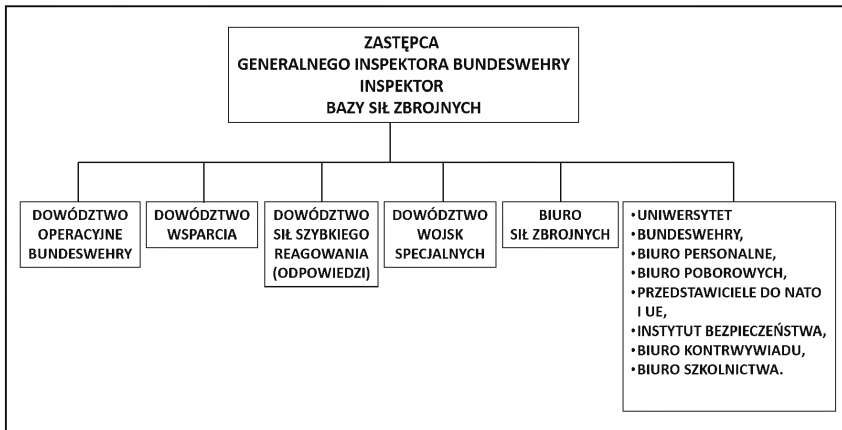 ZASTĘPCA
GENERALNEGO INSPEKTORA BUNDESWEHRY
INSPEKTOR
BAZY SIŁ ZBROJNYCH
DOWÓDZTWO
OPERACYJNE
BUNDESWEHRY
DOWÓDZTWO
WSPARCIA
DOWÓDZTWO
SIŁ SZYBKIEGO
REAGOWANIA
(ODPOWIEDZI)
DOWÓDZTWO
WOJSK
SPECJALNYCH
BIURO
SIŁ ZBROJNYCH
•UNIWERSYTET
•BUNDESWEHRY,
•BIURO PERSONALNE,
•BIURO POBOROWYCH,
•PRZEDSTAWICIELE DO NATO
I UE,
•INSTYTUT BEZPIECZEŃSTWA,
•BIURO KONTRWYWIADU,
•BIURO SZKOLNICTWA.